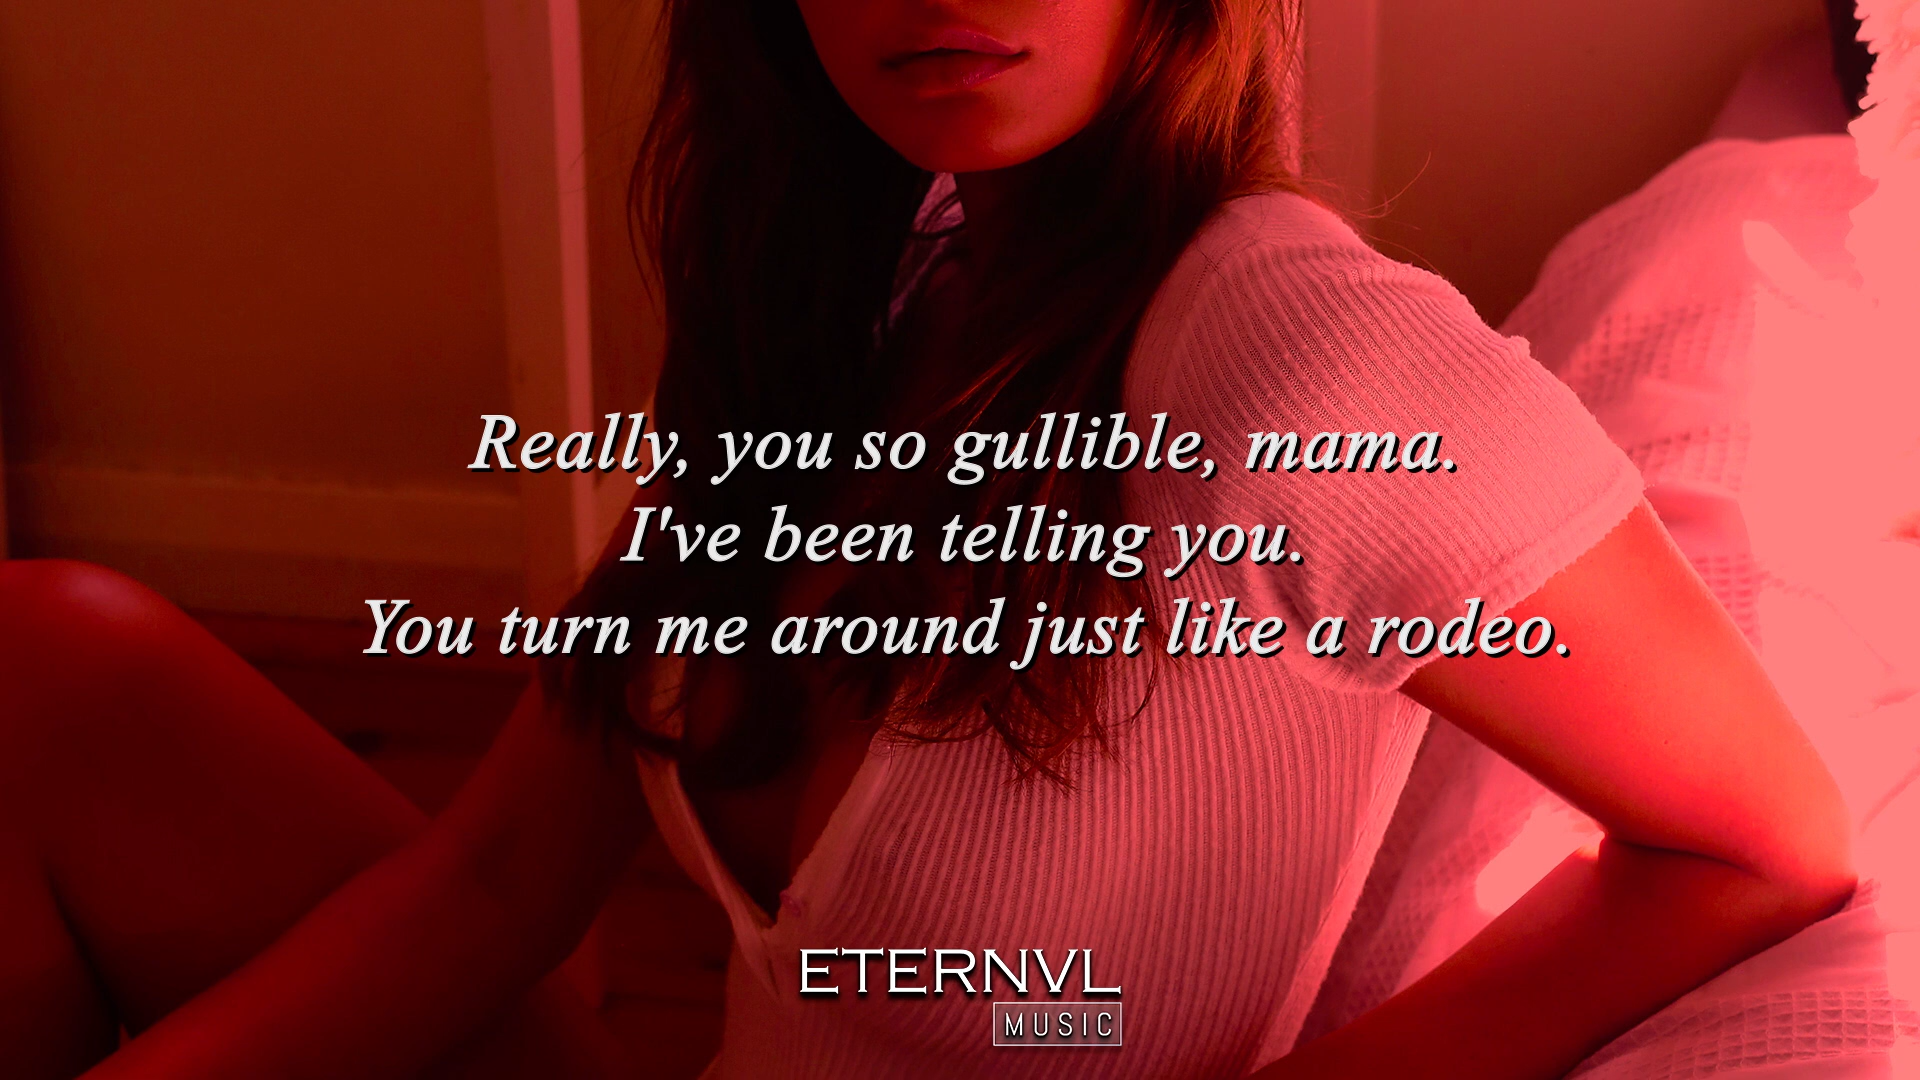 Really, you so gullible, mama.
I've been telling you.
You turn me around just like a rodeo.
ETERNVL
MUSIC